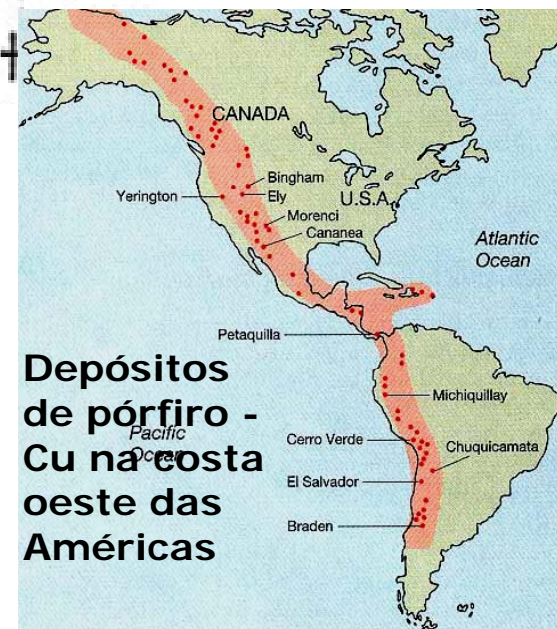 CANADA
Bingham
Ely
Yerington
U.S.A.
Morenci
Cananea
Atlantic
Ocean
Petaquilla
Michiquillay
Depósitos
de pórfiro -
Pacific
Ocean
Cu na costa
oeste das
Américas
Cerro Verde
Chuquicamata
El Salvador
Braden